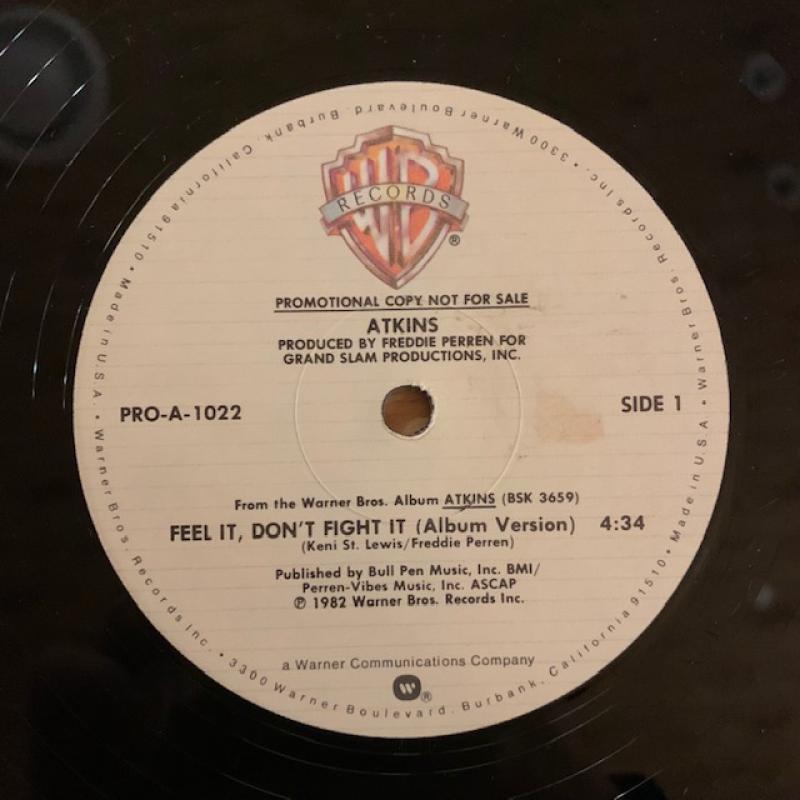 WB
RECORDS
®
PROMOTIONAL COPY NOT FOR SALE
ATKINS
PRODUCED BY FREDDIE PERREN FOR
GRAND SLAM PRODUCTIONS, INC.
PRO-A-1022
SIDE 1
From the Warner Bros. Album ATKINS (BSK 3659)
FEEL IT, DON'T FIGHT IT (Album Version) 4:34
(Keni St. Lewis/Freddie Perren)
Published by Bull Pen Music, Inc. BMI/
Perren-Vibes Music, Inc. ASCAP
℗ 1982 Warner Bros. Records Inc.
a Warner Communications Company
®
Warner Bros. Records Inc. • 3300 Warner Boulevard. Burbank, California 91510 • Made in U.S.A. •
Warner Bros. Records Inc. • 3300 Warner Boulevard. Burbank, California 91510 • Made in U.S.A. •